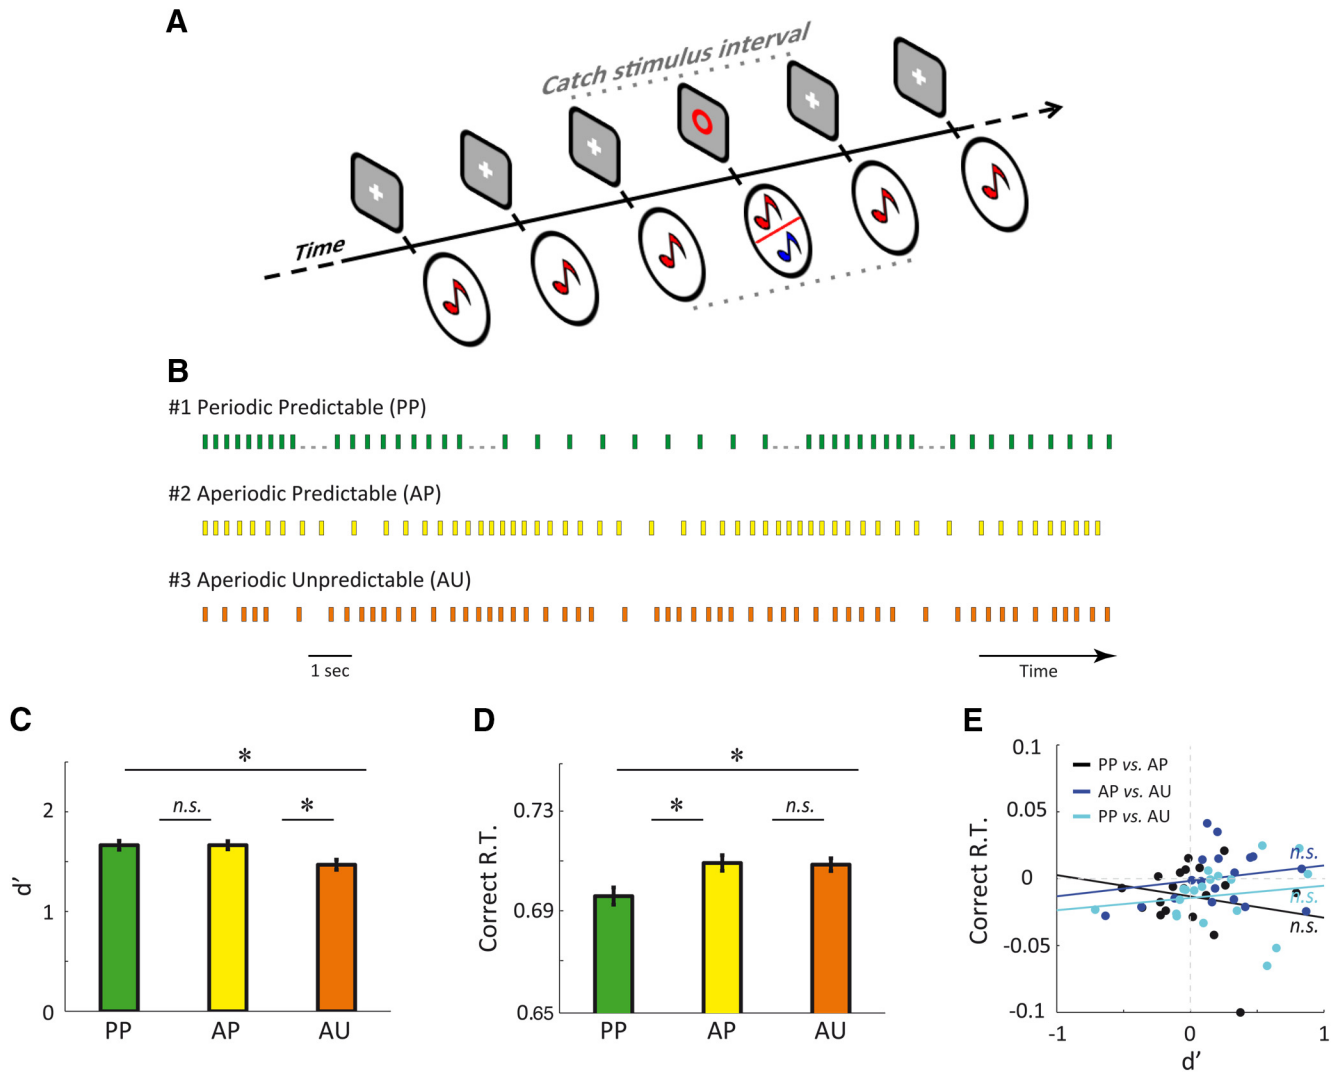 A
Catch stimulus interval
Time
B
#1 Periodic Predictable (PP)
#2 Aperiodic Predictable (AP)
#3 Aperiodic Unpredictable (AU)
1 sec
Time
C
*
n.s.
*
2
1
0
d’
PP
AP
AU
D
*
*
n.s.
0.73
0.69
0.65
Correct R.T.
PP
AP
AU
E
0.1
0.05
0
-0.05
-0.1
Correct R.T.
PP vs. AP
AP vs. AU
PP vs. AU
n.s.
n.s.
n.s.
-1
0
1
d’